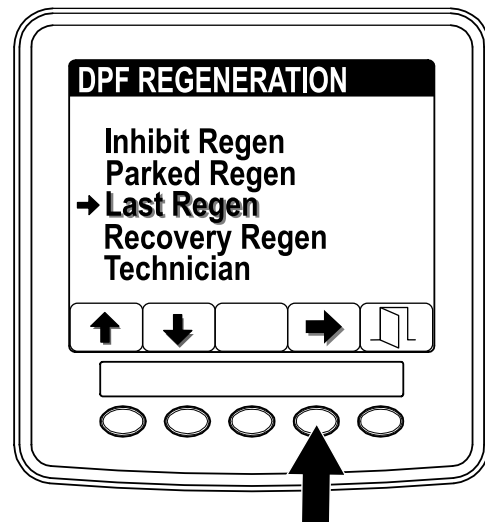 DPF REGENERATION
Inhibit Regen
Parked Regen
Last Regen
Recovery Regen
Technician